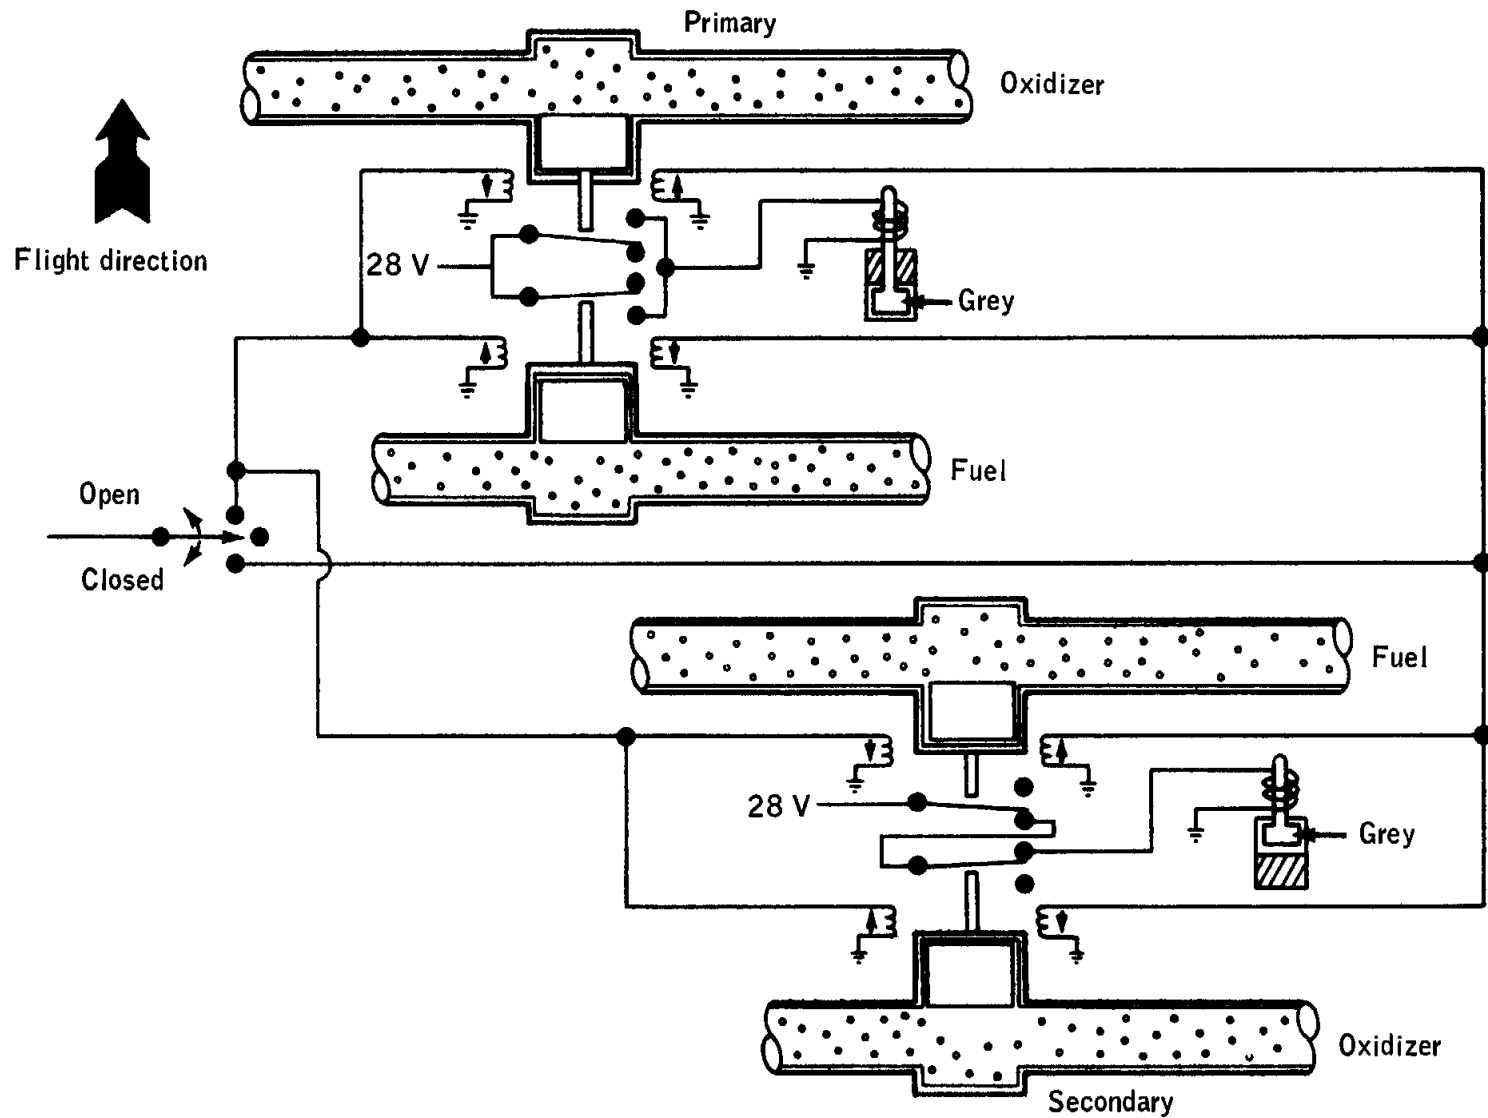 Primary
Oxidizer
Flight direction
28 V
Grey
Fuel
Open
Closed
Fuel
28 V
Grey
Oxidizer
Secondary